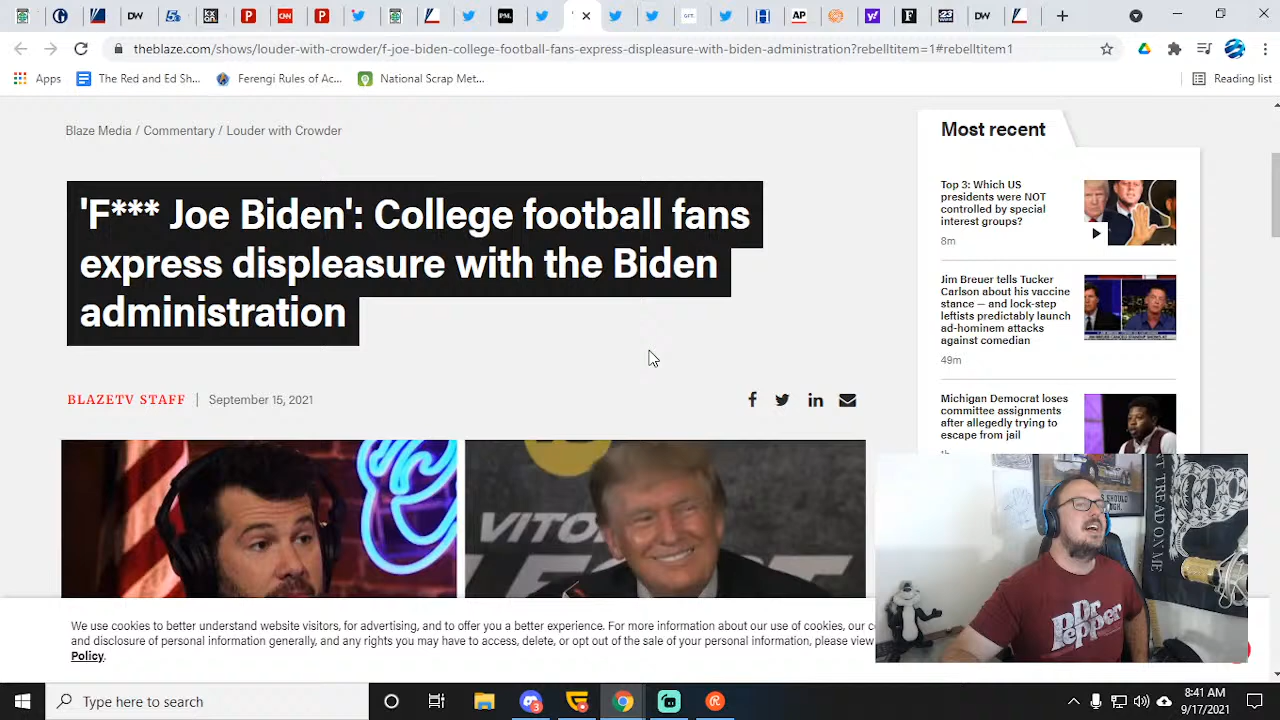 theblaze.com/shows/louder-with-crowder/f-joe-biden-college-football-fans-express-displeasure-with-biden-administration?rebelltitem=1#rebelltitem1
Apps
The Red and Ed Sh...
Ferengi Rules of Ac...
National Scrap Met...
Reading list
Blaze Media / Commentary / Louder with Crowder
'F*** Joe Biden': College football fans
express displeasure with the Biden
administration
BLAZETV STAFF | September 15, 2021
Most recent
Top 3: Which US
presidents were NOT
controlled by special
interest groups?
8m
Jim Breuer tells Tucker
Carlson about his vaccine
stance — and lock-step
leftists predictably launch
ad-hominem attacks
against comedian
49m
Michigan Democrat loses
committee assignments
after allegedly trying to
escape from jail
VITO
Dr
Pepper
We use cookies to better understand website visitors, for advertising, and to offer you a better experience. For more information about our use of cookies, our
and disclosure of personal information generally, and any rights you may have to access, delete, or opt out of the sale of your personal information, please view
Policy.
Type here to search
8:41 AM
9/17/2021